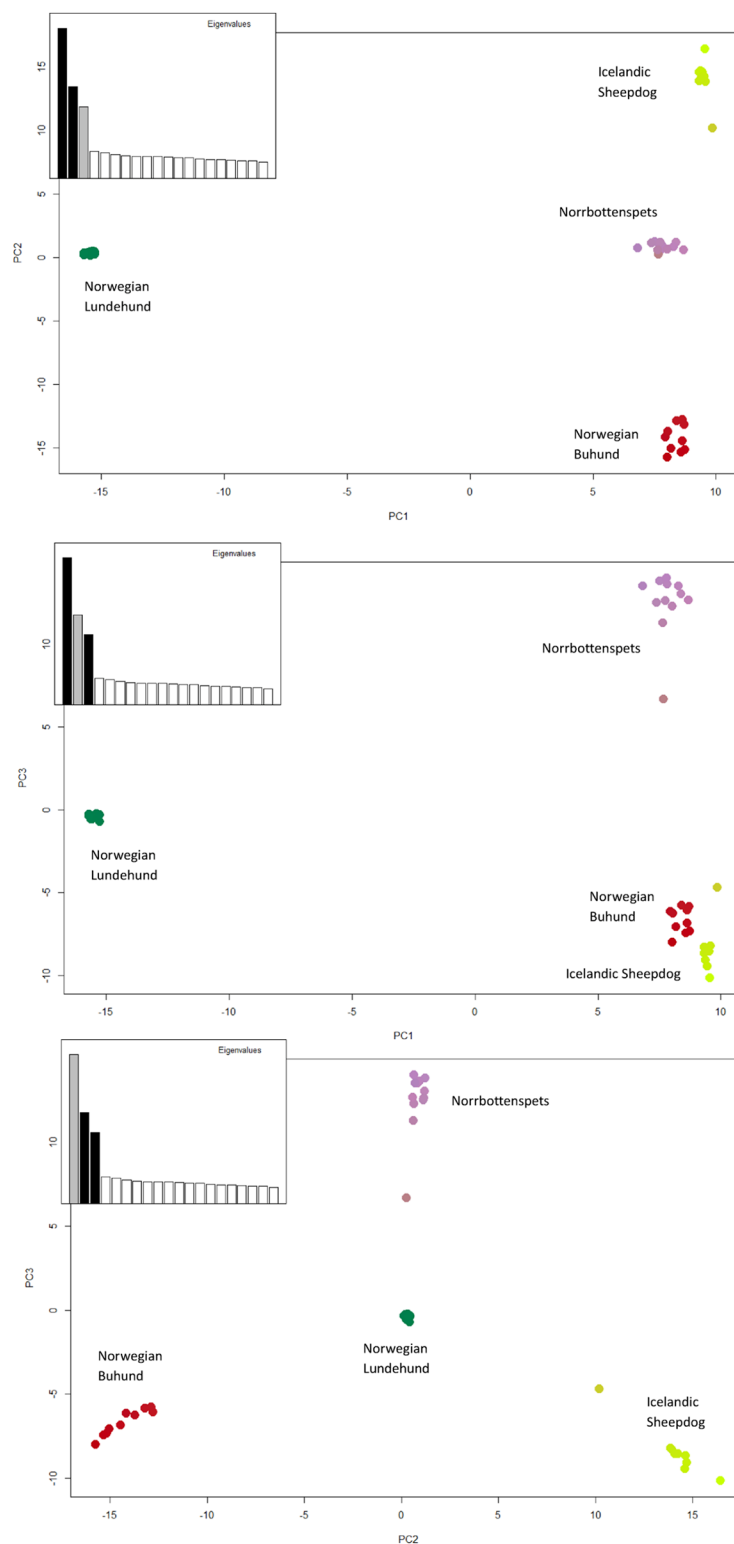 Eigenvalues
15
10
5
0
-5
-10
-15
PC2
Icelandic
Sheepdog
Norrbottenspets
Norwegian
Lundehund
Norwegian
Buhund
-15
-10
-5
0
5
10
PC1
Eigenvalues
10
5
0
-5
-10
PC3
Norrbottenspets
Norwegian
Lundehund
Norwegian
Buhund
Icelandic Sheepdog
-15
-10
-5
0
5
10
PC1
Eigenvalues
10
5
0
-5
-10
PC3
Norrbottenspets
Norwegian
Lundehund
Norwegian
Buhund
Icelandic
Sheepdog
-15
-10
-5
0
5
10
15
PC2